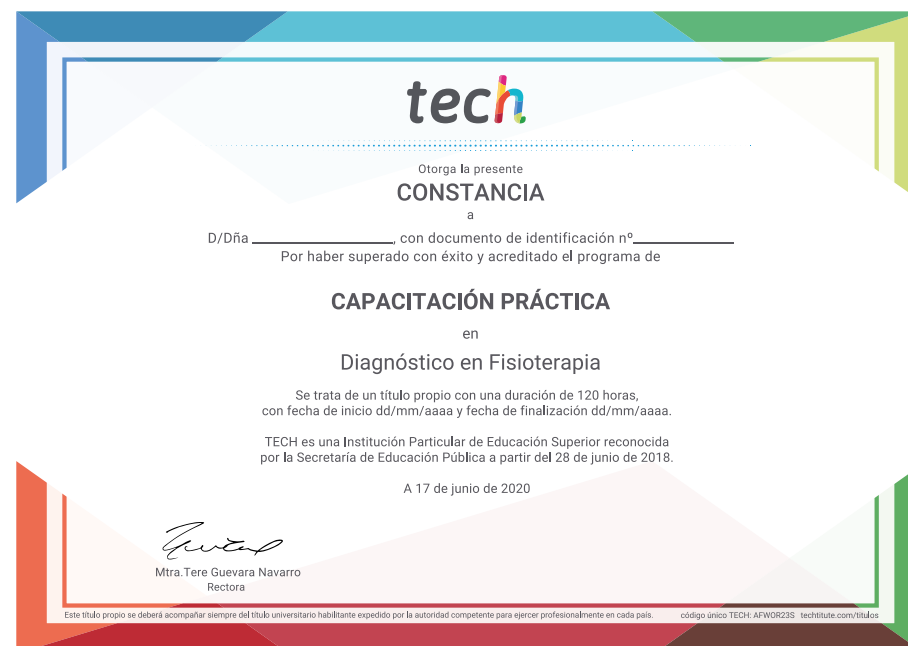 tech
Otorga la presente
CONSTANCIA
a
D/Dña ____________________, con documento de identificación nº______________
Por haber superado con éxito y acreditado el programa de
CAPACITACIÓN PRÁCTICA
en
Diagnóstico en Fisioterapia
Se trata de un título propio con una duración de 120 horas,
con fecha de inicio dd/mm/aaaa y fecha de finalización dd/mm/aaaa.
TECH es una Institución Particular de Educación Superior reconocida
por la Secretaría de Educación Pública a partir del 28 de junio de 2018.
A 17 de junio de 2020
Mtra.Tere Guevara Navarro
Rectora
Este título propio se deberá acompañar siempre del título universitario habilitante expedido por la autoridad competente para ejercer profesionalmente en cada país. código único TECH: AFWOR23S techtitute.com/titulos